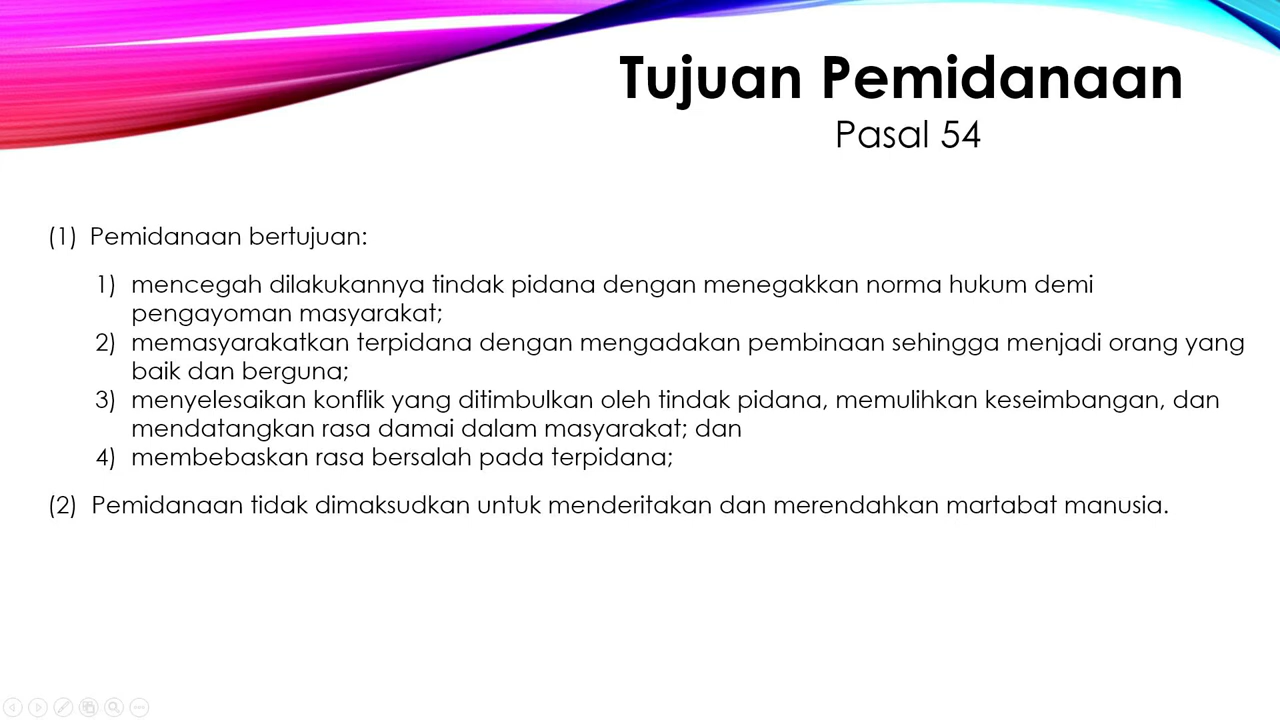 Tujuan Pemidanaan
Pasal 54
(1) Pemidanaan bertujuan:
1) mencegah dilakukannya tindak pidana dengan menegakkan norma hukum demi
pengayoman masyarakat;
2) memasyarakatkan terpidana dengan mengadakan pembinaan sehingga menjadi orang yang
baik dan berguna;
3) menyelesaikan konflik yang ditimbulkan oleh tindak pidana, memulihkan keseimbangan, dan
mendatangkan rasa damai dalam masyarakat; dan
4) membebaskan rasa bersalah pada terpidana;
(2) Pemidanaan tidak dimaksudkan untuk menderitakan dan merendahkan martabat manusia.